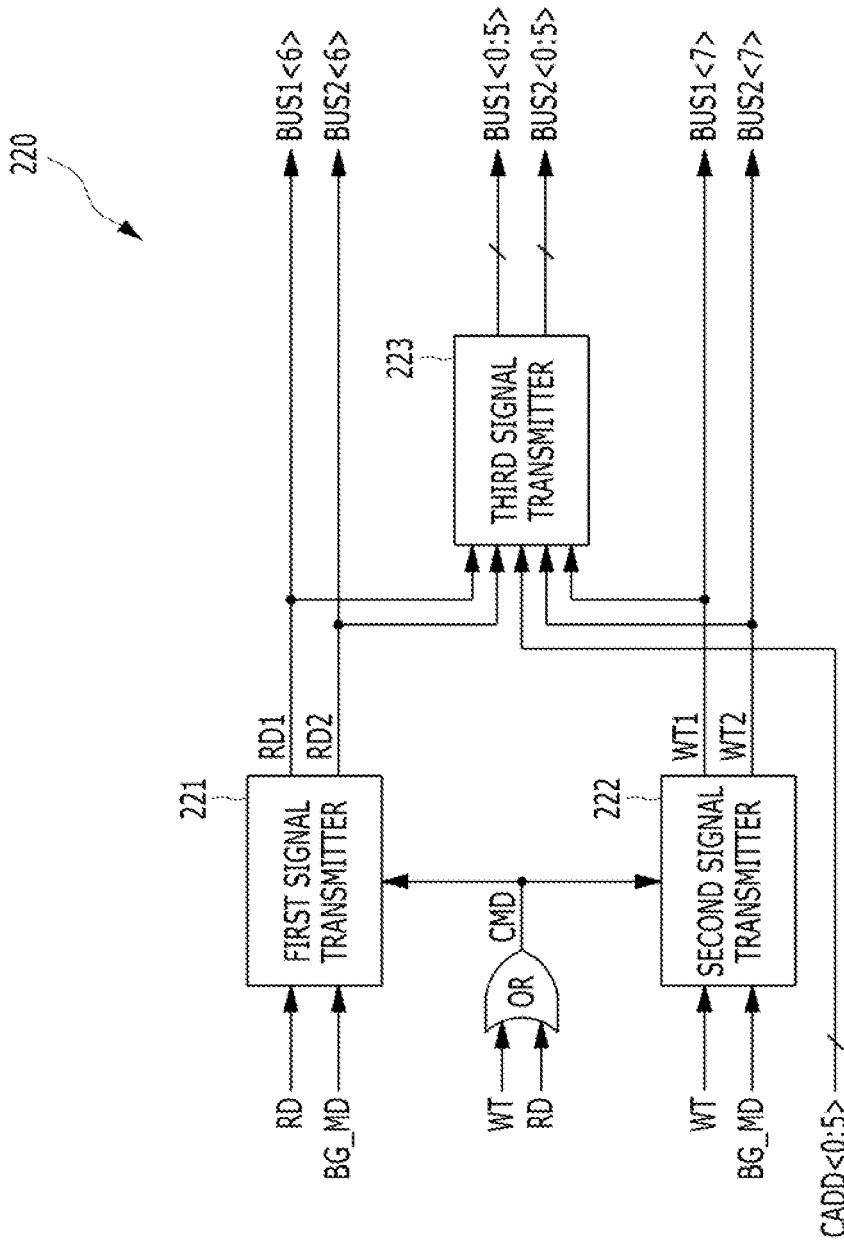 220
RD
BG_MD
221
FIRST SIGNAL
TRANSMITTER
RD1
RD2
BUS1<6>
BUS2<6>
WT
RD
OR
CMD
223
THIRD SIGNAL
TRANSMITTER
BUS1<0:5>
BUS2<0:5>
WT
BG_MD
222
SECOND SIGNAL
TRANSMITTER
WT1
WT2
BUS1<7>
BUS2<7>
CADD<0:5>